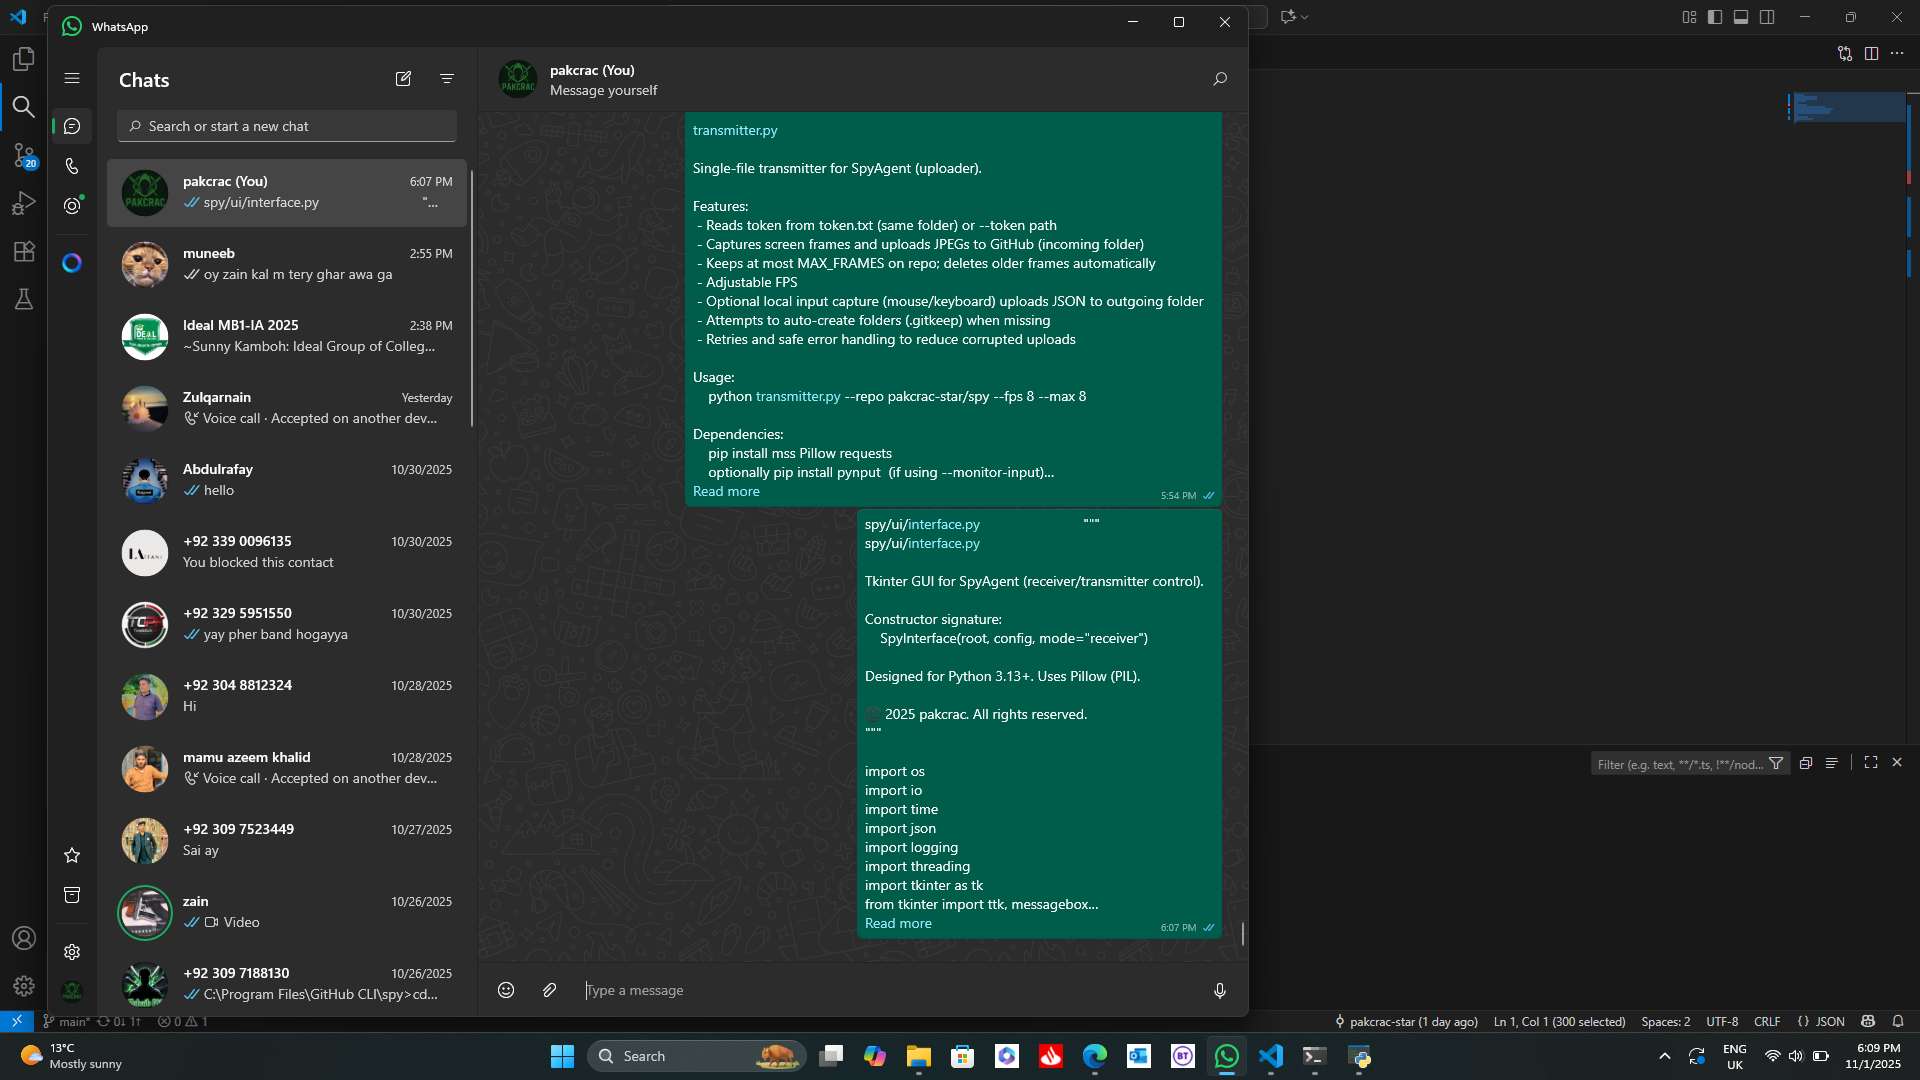 WhatsApp
Chats
Search or start a new chat
pakcrac (You)
6:07 PM
spy/ui/interface.py "...
muneeb
2:55 PM
oy zain kal m tery ghar awa ga
Ideal MB1-IA 2025
2:38 PM
~Sunny Kamboh: Ideal Group of Colleg...
Zulqarnain
Yesterday
Voice call · Accepted on another dev...
Abdulrafay
10/30/2025
hello
+92 339 0096135
10/30/2025
You blocked this contact
+92 329 5951550
10/30/2025
yay pher band hogayya
+92 304 8812324
10/28/2025
Hi
mamu azeem khalid
10/28/2025
Voice call · Accepted on another dev...
+92 309 7523449
10/27/2025
Sai ay
zain
10/26/2025
Video
+92 309 7188130
10/26/2025
C:\Program Files\GitHub CLI\spy>cd...
PAKCRAC
20
pakcrac (You)
Message yourself
transmitter.py
Single-file transmitter for SpyAgent (uploader).
Features:
- Reads token from token.txt (same folder) or --token path
- Captures screen frames and uploads JPEGs to GitHub (incoming folder)
- Keeps at most MAX_FRAMES on repo; deletes older frames automatically
- Adjustable FPS
- Optional local input capture (mouse/keyboard) uploads JSON to outgoing folder
- Attempts to auto-create folders (.gitkeep) when missing
- Retries and safe error handling to reduce corrupted uploads
Usage:
python transmitter.py --repo pakcrac-star/spy --fps 8 --max 8
Dependencies:
pip install mss Pillow requests
optionally pip install pynput (if using --monitor-input)...
Read more
5:54 PM
spy/ui/interface.py """
spy/ui/interface.py
Tkinter GUI for SpyAgent (receiver/transmitter control).
Constructor signature:
SpyInterface(root, config, mode="receiver")
Designed for Python 3.13+. Uses Pillow (PIL).
2025 pakcrac. All rights reserved.
"""
import os
import io
import time
import json
import logging
import threading
import tkinter as tk
from tkinter import ttk, messagebox...
Read more
6:07 PM
Type a message
Filter (e.g. text, **/*.ts, !**/nod...
main* 0↓ 1↑ 0 1
pakcrac-star (1 day ago) Ln 1, Col 1 (300 selected) Spaces: 2 UTF-8 CRLF {} JSON
13°C
Mostly sunny
Search
BT
ENG
UK
6:09 PM
11/1/2025